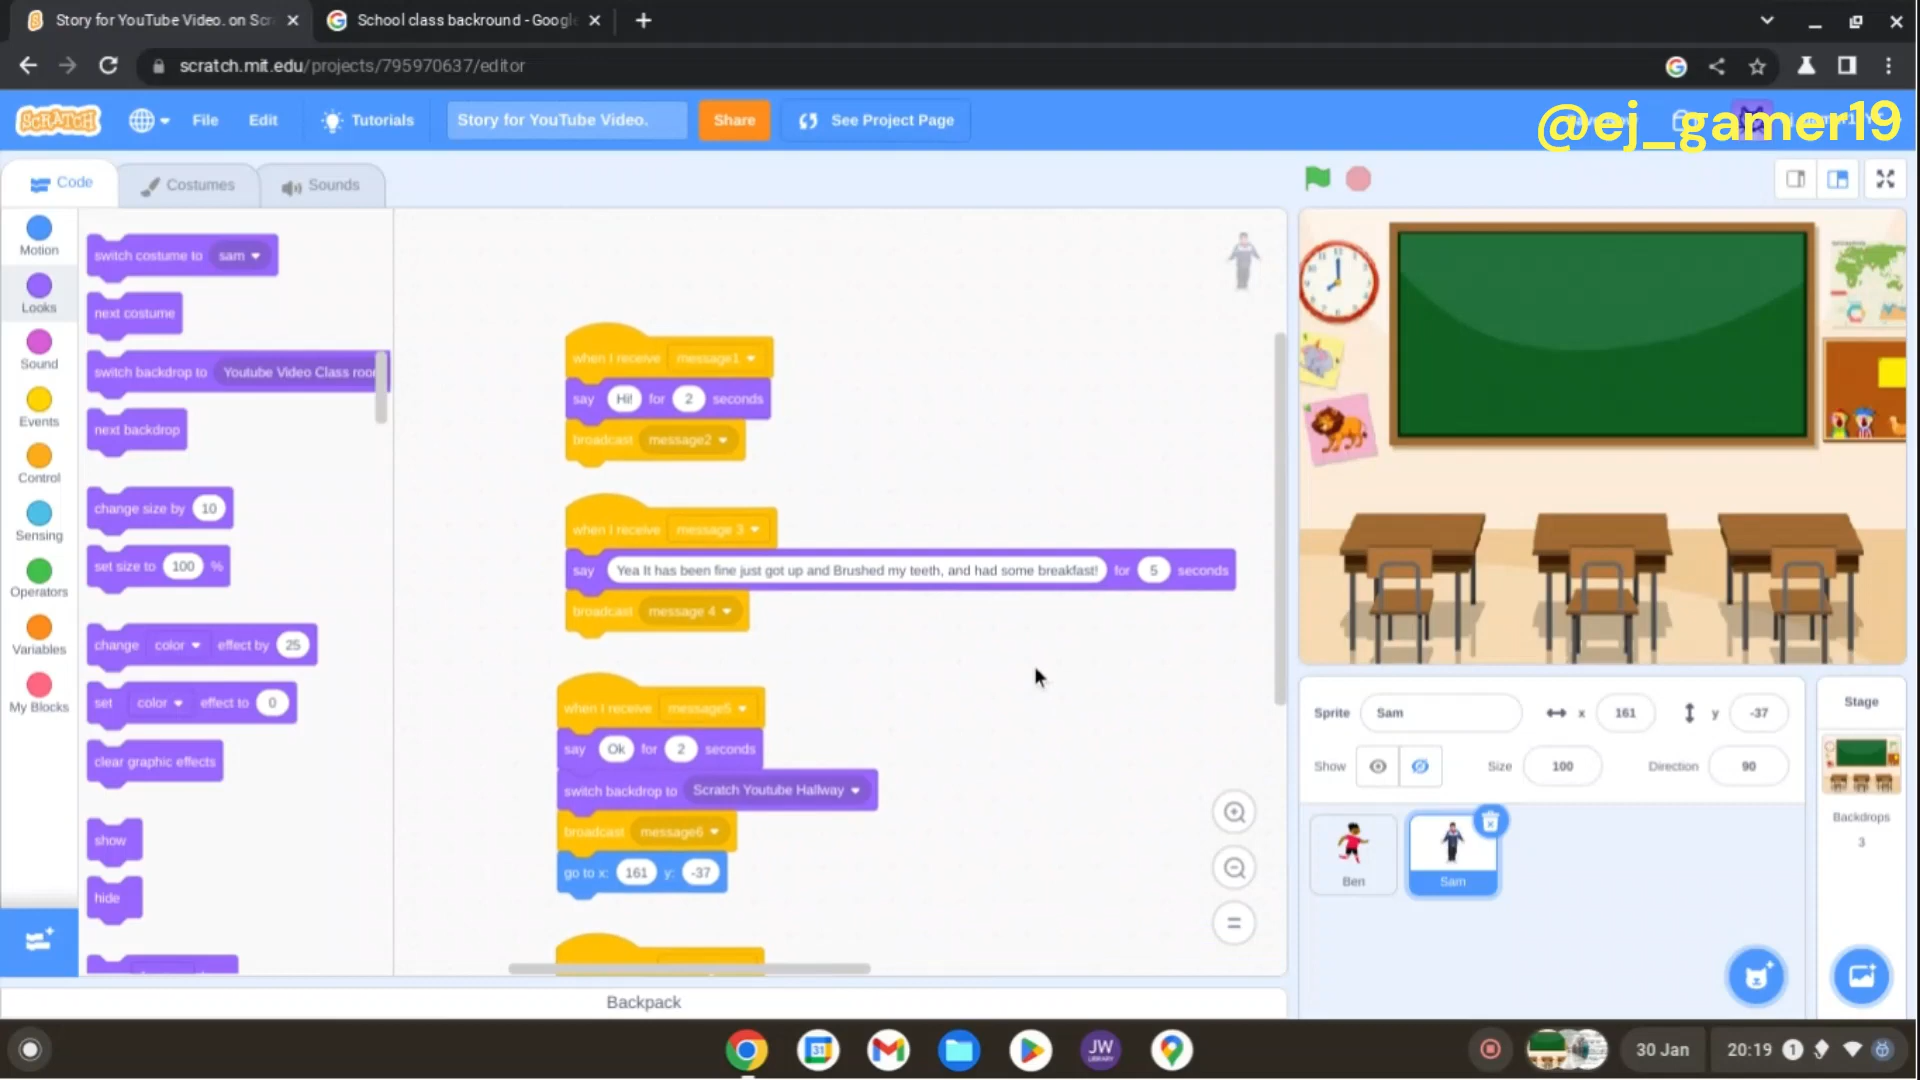 Story for YouTube Video. on Scr
School class backround - Googl
scratch.mit.edu/projects/795970637/editor
SCRATCH
File
Edit
Tutorials
Story for YouTube Video.
Share
See Project Page
@ej_gamer19
Code
Costumes
Sounds
Motion
Looks
Sound
Events
Control
Sensing
Operators
Variables
My Blocks
switch costume to sam
next costume
switch backdrop to Youtube Video Class roo
next backdrop
change size by 10
set size to 100 %
change color effect by 25
set color effect to 0
clear graphic effects
show
hide
when I receive message1
say Hi! for 2 seconds
broadcast message2
when I receive message 3
say Yea It has been fine just got up and Brushed my teeth, and had some breakfast! for 5 seconds
broadcast message 4
when I receive message5
say Ok for 2 seconds
switch backdrop to Scratch Youtube Hallway
broadcast message6
go to x: 161 y: -37
Sprite Sam x 161 y -37
Show Size 100 Direction 90
Ben
Sam
Stage
Backdrops
3
Backpack
31
JW
LIBRARY
30 Jan
20:19
1